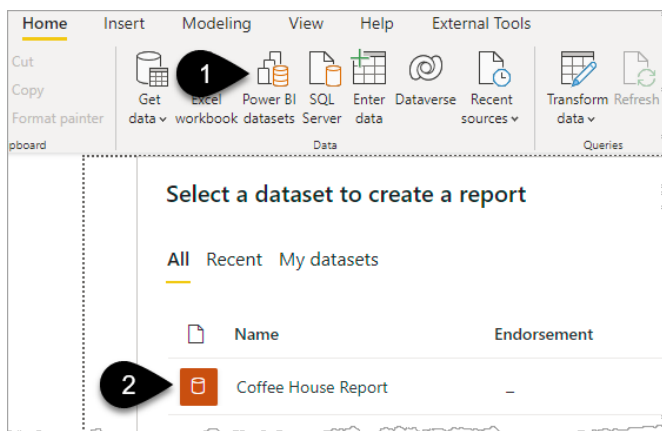 Home Insert Modeling View Help External Tools
Cut
Copy
Format painter
pboard
1
Get data
Excel workbook
Power BI datasets
SQL Server
Enter data
Dataverse
Recent sources
Data
Transform data
Refresh
Queries
Select a dataset to create a report
All Recent My datasets
Name Endorsement
2
Coffee House Report –